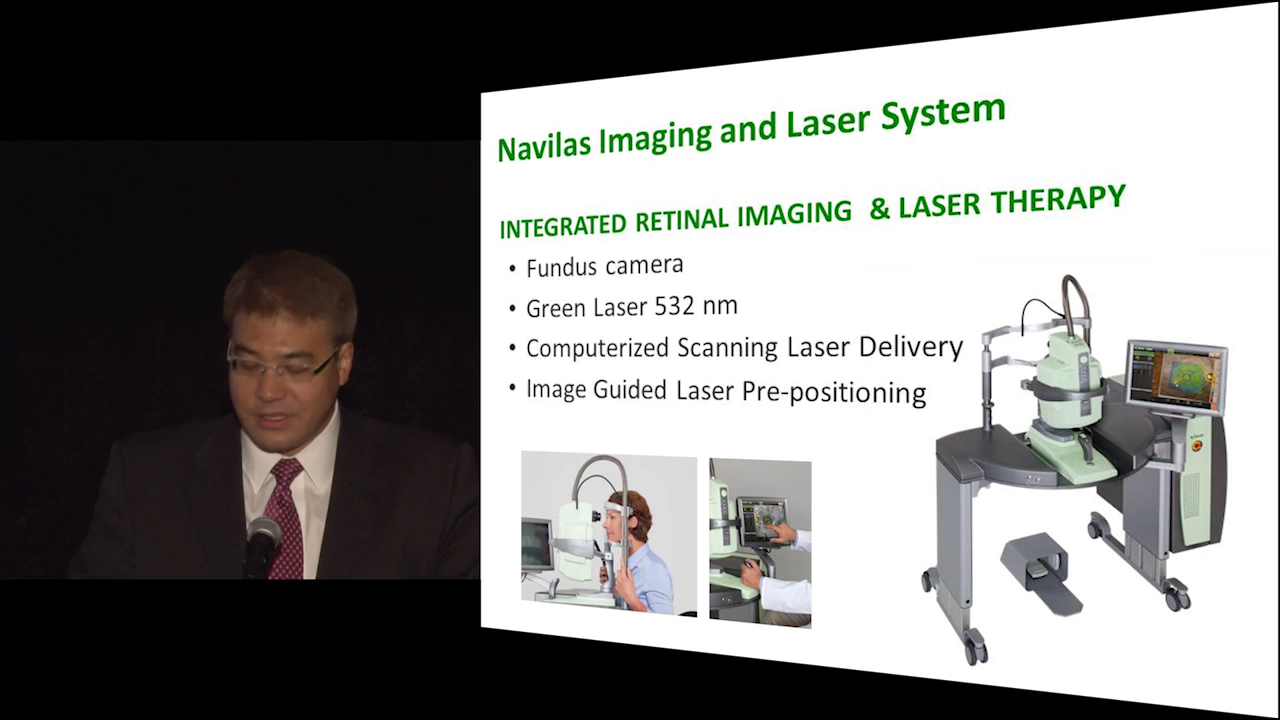 Navilas Imaging and Laser System
INTEGRATED RETINAL IMAGING & LASER THERAPY
• Fundus camera
• Green Laser 532 nm
• Computerized Scanning Laser Delivery
• Image Guided Laser Pre-positioning